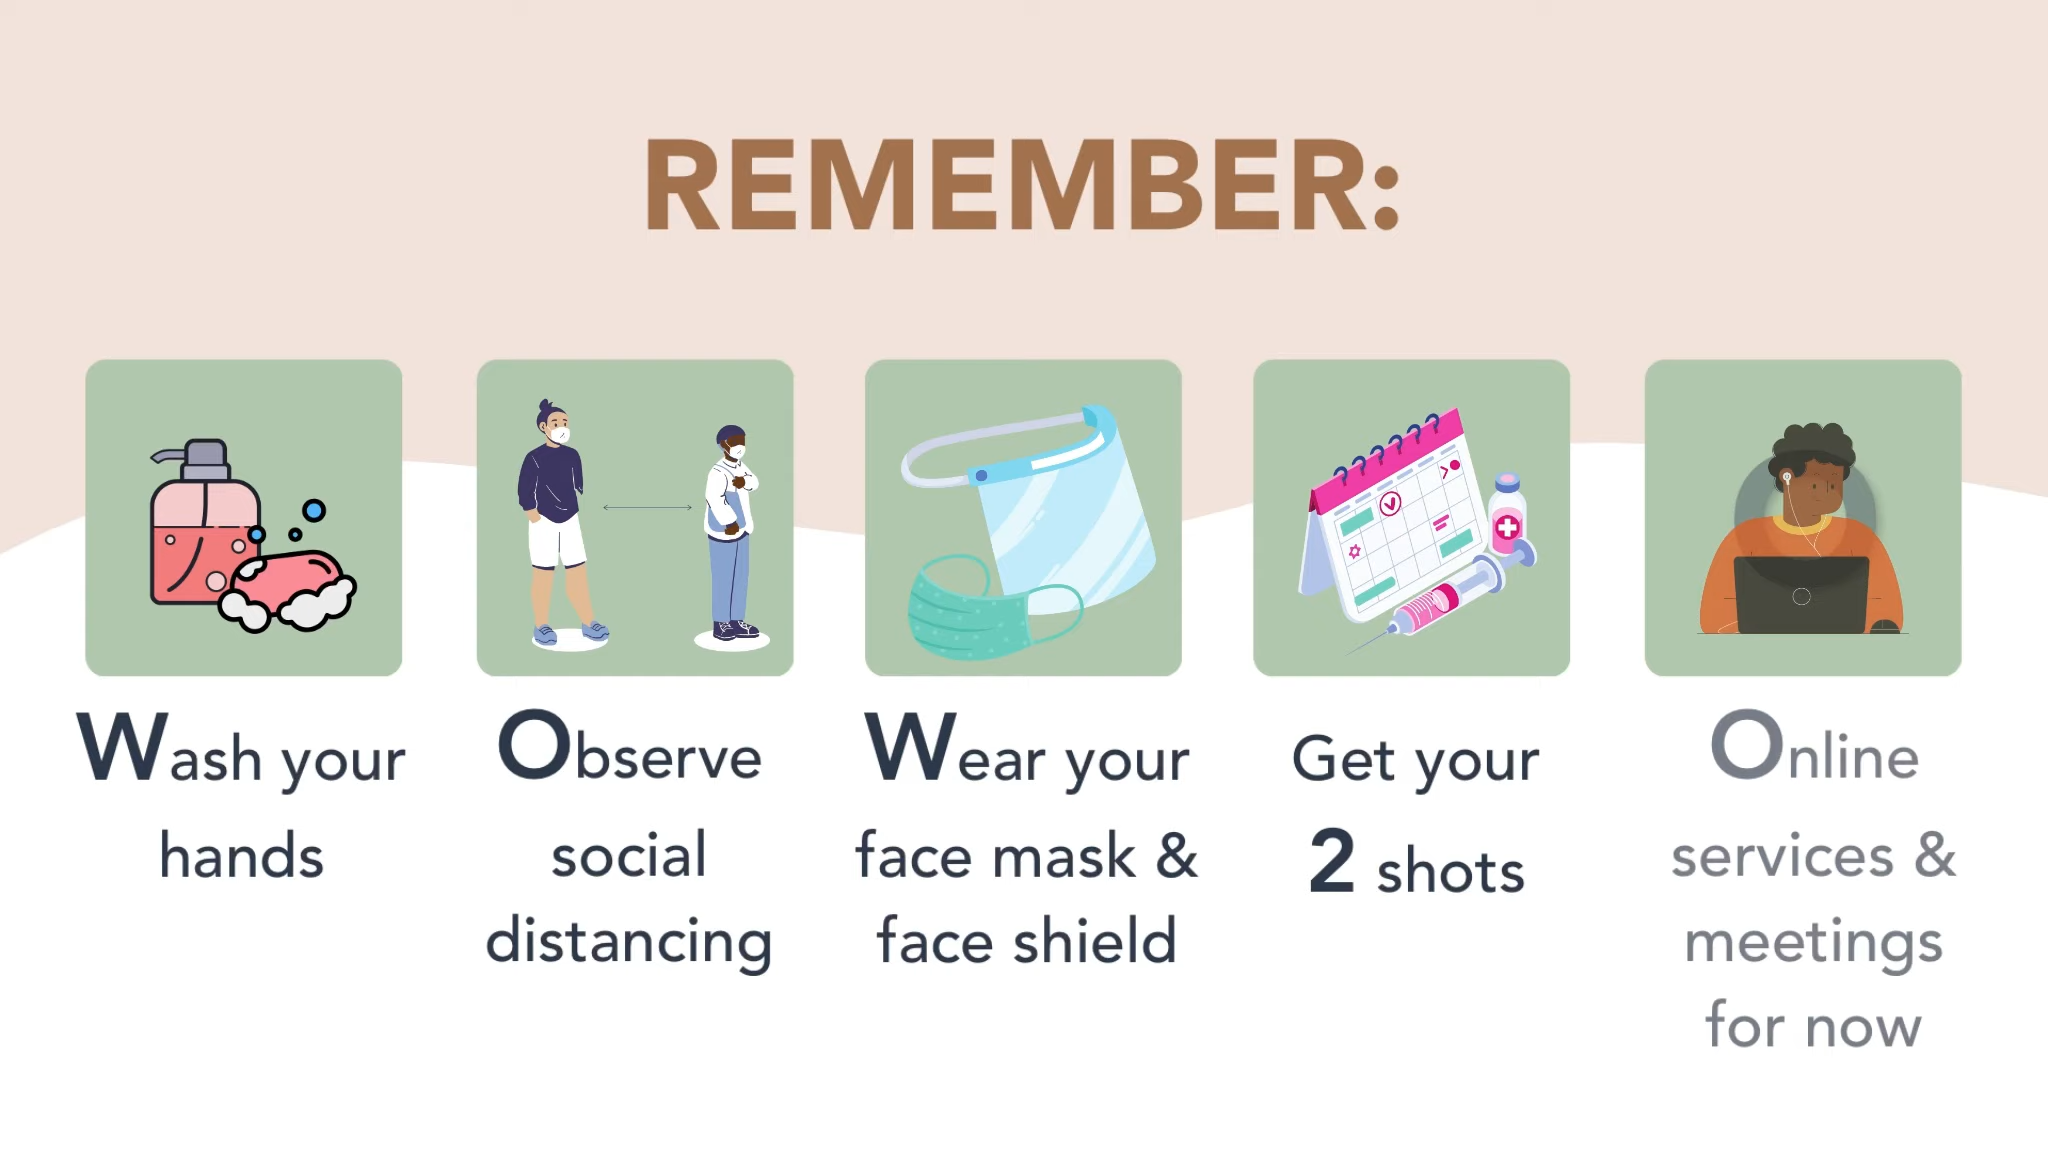 REMEMBER:
Wash your
hands
Observe
social
distancing
Wear your
face mask &
face shield
Get your
2 shots
Online
services &
meetings
for now